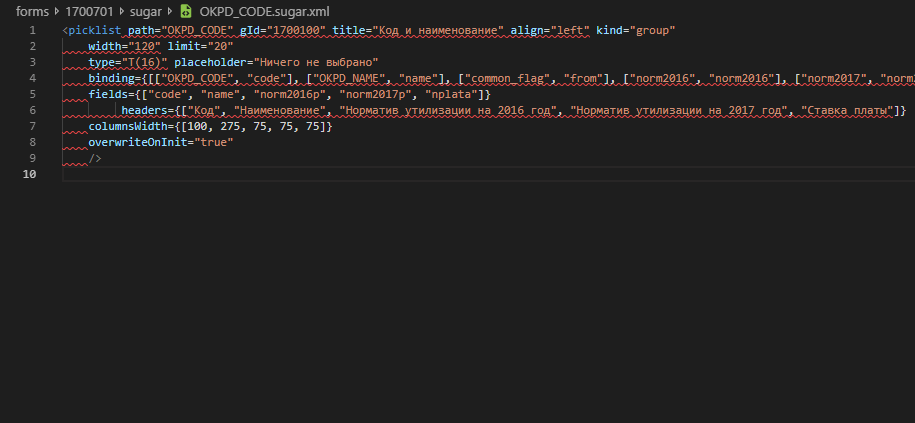 forms > 1700701 > sugar > OKPD_CODE.sugar.xml
1 <picklist path="OKPD_CODE" gId="1700100" title="Код и наименование" align="left" kind="group"
2 width="120" limit="20"
3 type="T(16)" placeholder="Ничего не выбрано"
4 binding={[["OKPD_CODE", "code"], ["OKPD_NAME", "name"], ["common_flag", "from"], ["norm2016", "norm2016"], ["norm2017", "norm2
5 fields={["code", "name", "norm2016p", "norm2017p", "nplata"]}
6 headers={["Код", "Наименование", "Норматив утилизации на 2016 год", "Норматив утилизации на 2017 год", "Ставка платы"]}
7 columnsWidth={[100, 275, 75, 75, 75]}
8 overwriteOnInit="true"
9 />
10